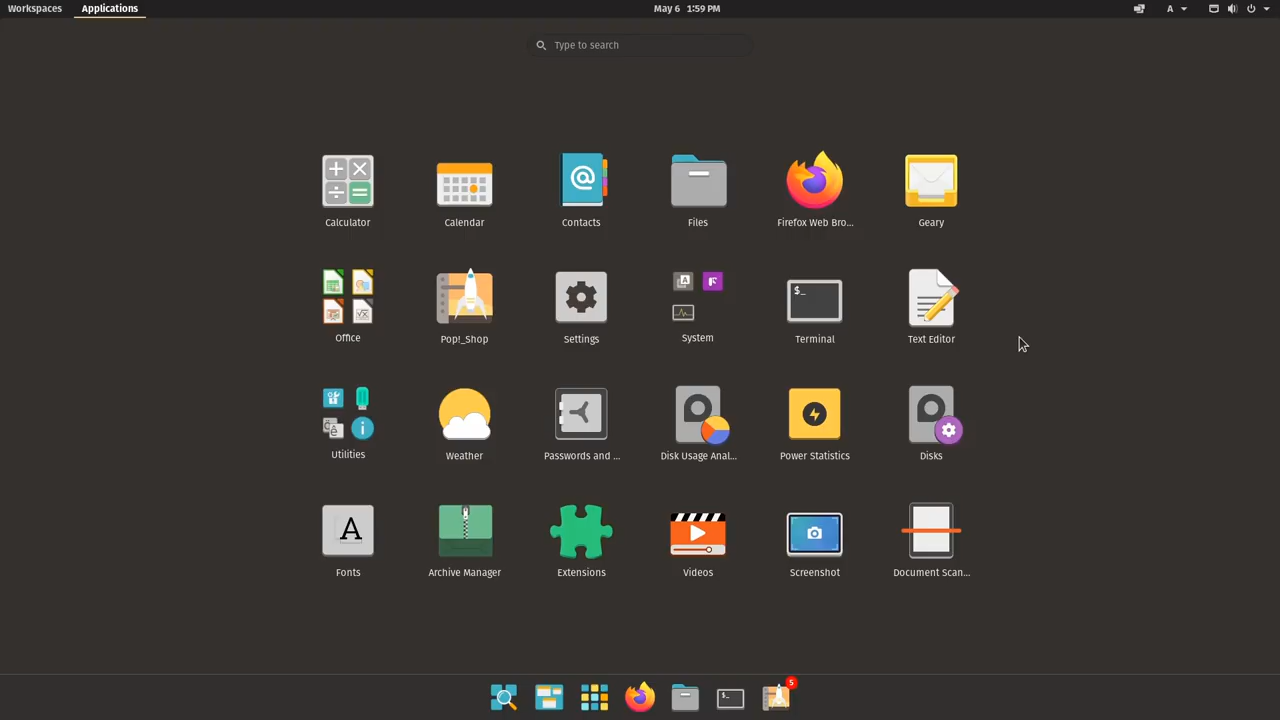 Workspaces Applications May 6 1:59 PM A
Type to search
Calculator Calendar Contacts Files Firefox Web Bro... Geary
Office Pop!_Shop Settings System Terminal Text Editor
Utilities Weather Passwords and ... Disk Usage Anal... Power Statistics Disks
Fonts Archive Manager Extensions Videos Screenshot Document Scan...
5